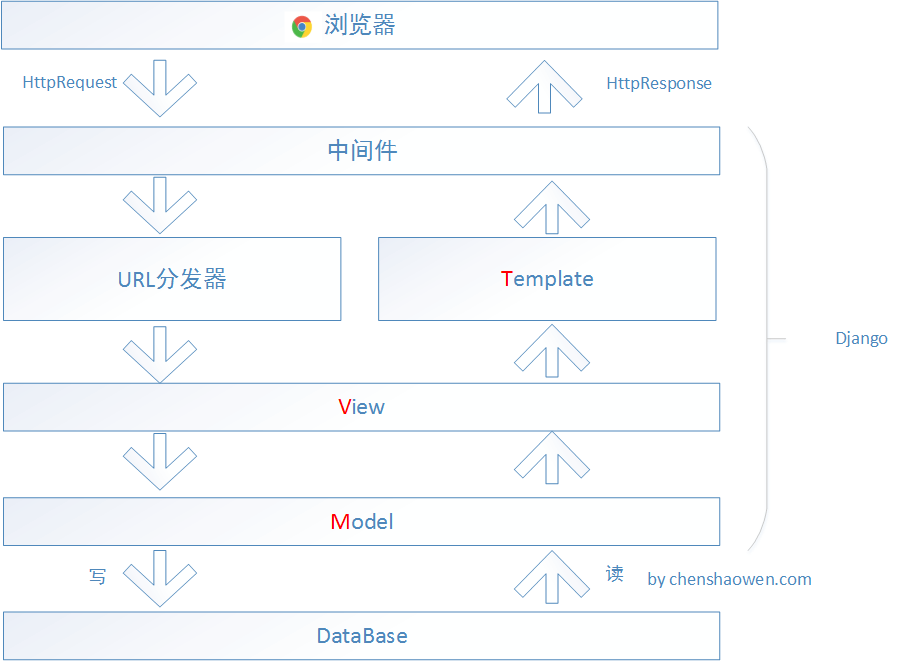 浏览器
HttpRequest
HttpResponse
中间件
URL分发器
Template
Django
View
Model
写
读
by chenshaowen.com
DataBase